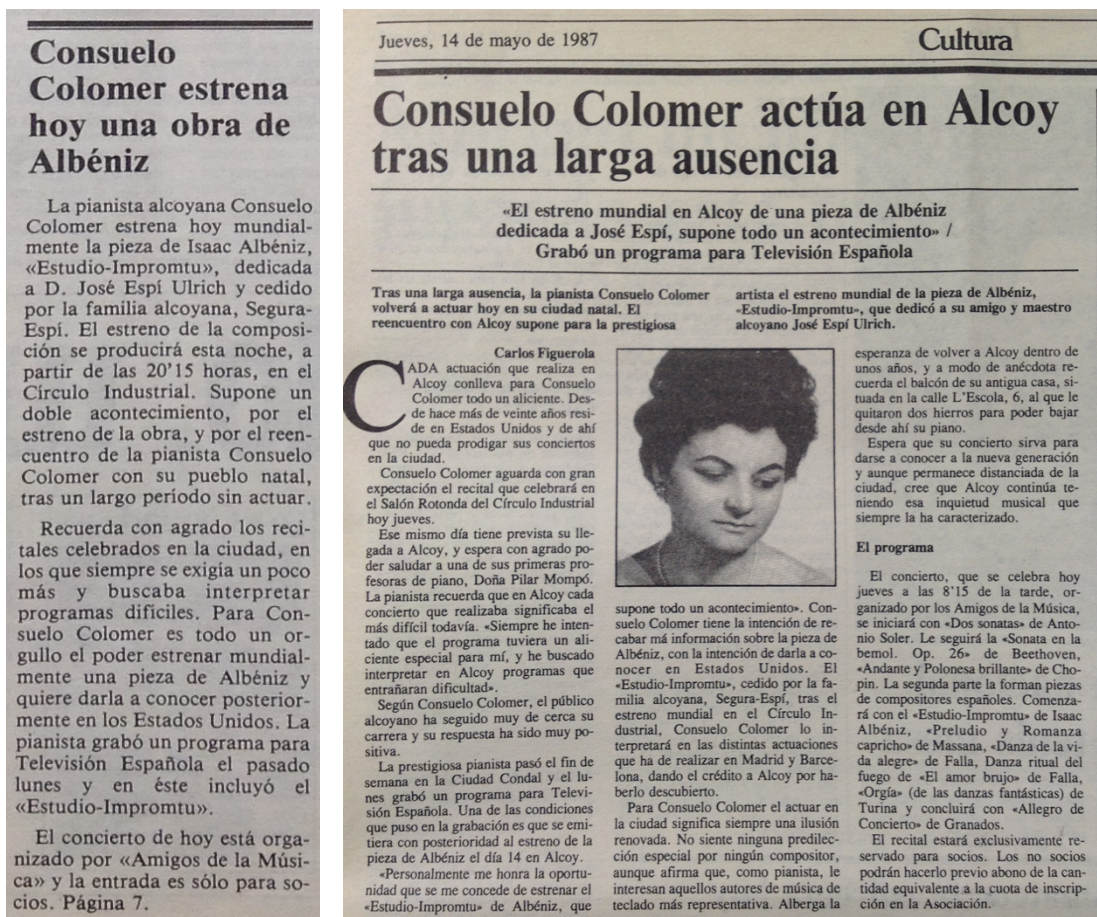 Consuelo
Colomer estrena
hoy una obra de
Albéniz
La pianista alcoyana Consuelo
Colomer estrena hoy mundial-
mente la pieza de Isaac Albéniz,
«Estudio-Impromtu», dedicada
a D. José Espí Ulrich y cedido
por la familia alcoyana, Segura-
Espí. El estreno de la composi-
ción se producirá esta noche, a
partir de las 20'15 horas, en el
Círculo Industrial. Supone un
doble acontecimiento, por el
estreno de la obra, y por el reen-
cuentro de la pianista Consuelo
Colomer con su pueblo natal,
tras un largo período sin actuar.
Recuerda con agrado los reci-
tales celebrados en la ciudad, en
los que siempre se exigía un poco
más y buscaba interpretar
programas difíciles. Para Con-
suelo Colomer es todo un or-
gullo el poder estrenar mundial-
mente una pieza de Albéniz y
quiere darla a conocer posterior-
mente en los Estados Unidos. La
pianista grabó un programa para
Televisión Española el pasado
lunes y en éste incluyó el
«Estudio-Impromtu».
El concierto de hoy está orga-
nizado por «Amigos de la Músi-
ca» y la entrada es sólo para so-
cios. Página 7.
Jueves, 14 de mayo de 1987
Cultura
Consuelo Colomer actúa en Alcoy
tras una larga ausencia
«El estreno mundial en Alcoy de una pieza de Albéniz
dedicada a José Espí, supone todo un acontecimiento» /
Grabó un programa para Televisión Española
Tras una larga ausencia, la pianista Consuelo Colomer
volverá a actuar hoy en su ciudad natal. El
reencuentro con Alcoy supone para la prestigiosa
artista el estreno mundial de la pieza de Albéniz,
«Estudio-Impromtu», que dedicó a su amigo y maestro
alcoyano José Espí Ulrich.
Carlos Figuerola
CADA actuación que realiza en
Alcoy conlleva para Consuelo
Colomer todo un aliciente. Des-
de hace más de veinte años resi-
de en Estados Unidos y de ahí
que no pueda prodigar sus conciertos
en la ciudad.
Consuelo Colomer aguarda con gran
expectación el recital que celebrará en
el Salón Rotonda del Círculo Industrial
hoy jueves.
Ese mismo día tiene prevista su lle-
gada a Alcoy, y espera con agrado po-
der saludar a una de sus primeras pro-
fesoras de piano, Doña Pilar Mompó.
La pianista recuerda que en Alcoy cada
concierto que realizaba significaba el
más difícil todavía. «Siempre he inten-
tado que el programa tuviera un ali-
ciente especial para mí, y he buscado
interpretar en Alcoy programas que
entrañaran dificultad».
Según Consuelo Colomer, el público
alcoyano ha seguido muy de cerca su
carrera y su respuesta ha sido muy po-
sitiva.
La prestigiosa pianista pasó el fin de
semana en la Ciudad Condal y el lu-
nes grabó un programa para Televi-
sión Española. Una de las condiciones
que puso en la grabación es que se emi-
tiera con posterioridad al estreno de la
pieza de Albéniz el día 14 en Alcoy.
«Personalmente me honra la oportu-
nidad que se me concede de estrenar el
«Estudio-Impromtu» de Albéniz, que
supone todo un acontecimiento». Con-
suelo Colomer tiene la intención de re-
cabar má información sobre la pieza de
Albéniz, con la intención de darla a co-
nocer en Estados Unidos. El
«Estudio-Impromtu», cedido por la fa-
milia alcoyana, Segura-Espí, tras el
estreno mundial en el Círculo In-
dustrial, Consuelo Colomer lo in-
terpretará en las distintas actuaciones
que ha de realizar en Madrid y Barce-
lona, dando el crédito a Alcoy por ha-
berlo descubierto.
Para Consuelo Colomer el actuar en
la ciudad significa siempre una ilusión
renovada. No siente ninguna predilec-
ción especial por ningún compositor,
aunque afirma que, como pianista, le
interesan aquellos autores de música de
teclado más representativa. Alberga la
esperanza de volver a Alcoy dentro de
unos años, y a modo de anécdota re-
cuerda el balcón de su antigua casa, si-
tuada en la calle L'Escola, 6, al que le
quitaron dos hierros para poder bajar
desde ahí su piano.
Espera que su concierto sirva para
darse a conocer a la nueva generación
y aunque permanece distanciada de la
ciudad, cree que Alcoy continúa te-
niendo esa inquietud musical que
siempre la ha caracterizado.
El programa
El concierto, que se celebra hoy
jueves a las 8'15 de la tarde, or-
ganizado por los Amigos de la Música,
se iniciará con «Dos sonatas» de Anto-
nio Soler. Le seguirá la «Sonata en la
bemol. Op. 26» de Beethoven,
«Andante y Polonesa brillante» de Cho-
pin. La segunda parte la forman piezas
de compositores españoles. Comenza-
rá con el «Estudio-Impromtu» de Isaac
Albéniz, «Preludio y Romanza
capricho» de Massana, «Danza de la vi-
da alegre» de Falla, Danza ritual del
fuego de «El amor brujo» de Falla,
«Orgía» (de las danzas fantásticas) de
Turina y concluirá con «Allegro de
Concierto» de Granados.
El recital estará exclusivamente re-
servado para socios. Los no socios
podrán hacerlo previo abono de la can-
tidad equivalente a la cuota de inscrip-
ción en la Asociación.